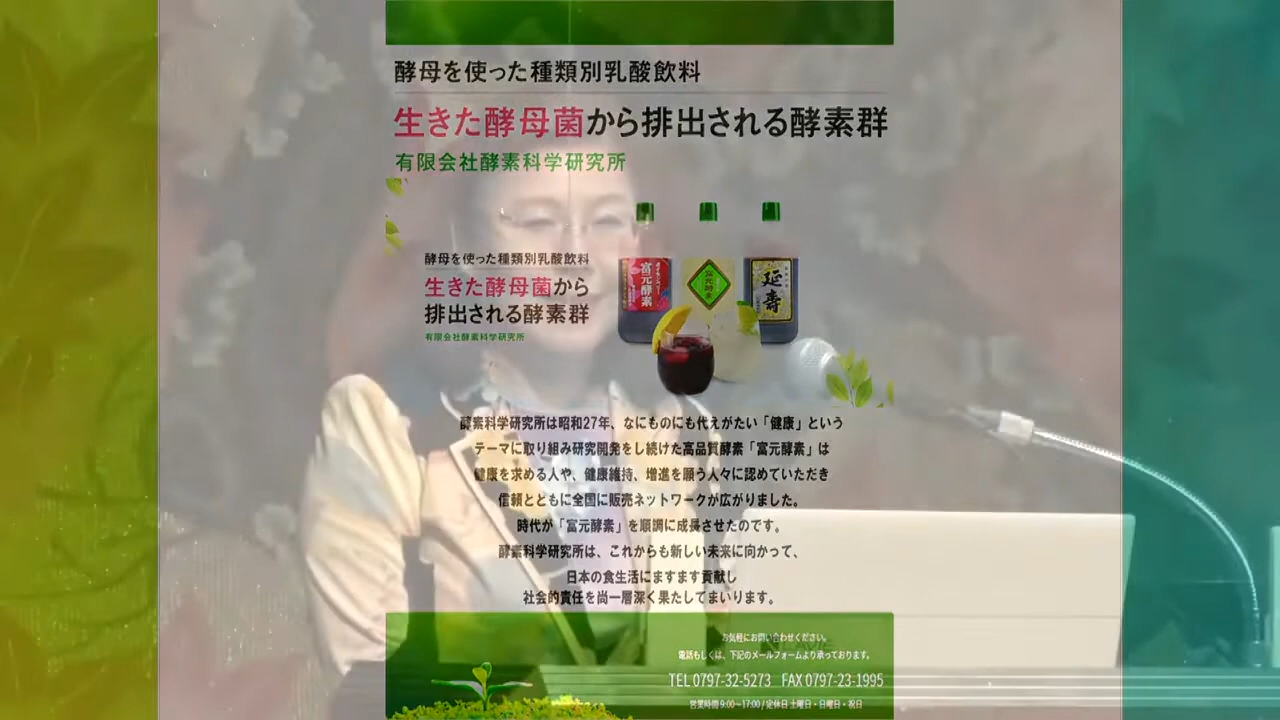 酵母を使った種類別乳酸飲料
生きた酵母菌から排出される酵素群
有限会社酵素科学研究所
酵母を使った種類別乳酸飲料
生きた酵母菌から
排出される酵素群
有限会社酵素科学研究所
富元酵素
富元酵素
延寿
酵素科学研究所は昭和27年、なにものにも代えがたい「健康」という
テーマに取り組み研究開発をし続けた高品質酵素「富元酵素」は
健康を求める人や、健康維持、増進を願う人々に認めていただき
信頼とともに全国に販売ネットワークが広がりました。
時代が「富元酵素」を順調に成長させたのです。
酵素科学研究所は、これからも新しい未来に向かって、
日本の食生活にますます貢献し
社会的責任を尚一層深く果たしてまいります。
お気軽にお問い合わせください。
電話もしくは、下記のメールフォームより承っております。
TEL 0797-32-5273 FAX 0797-23-1995
営業時間 9:00～17:00 / 定休日 土曜日・日曜日・祝日